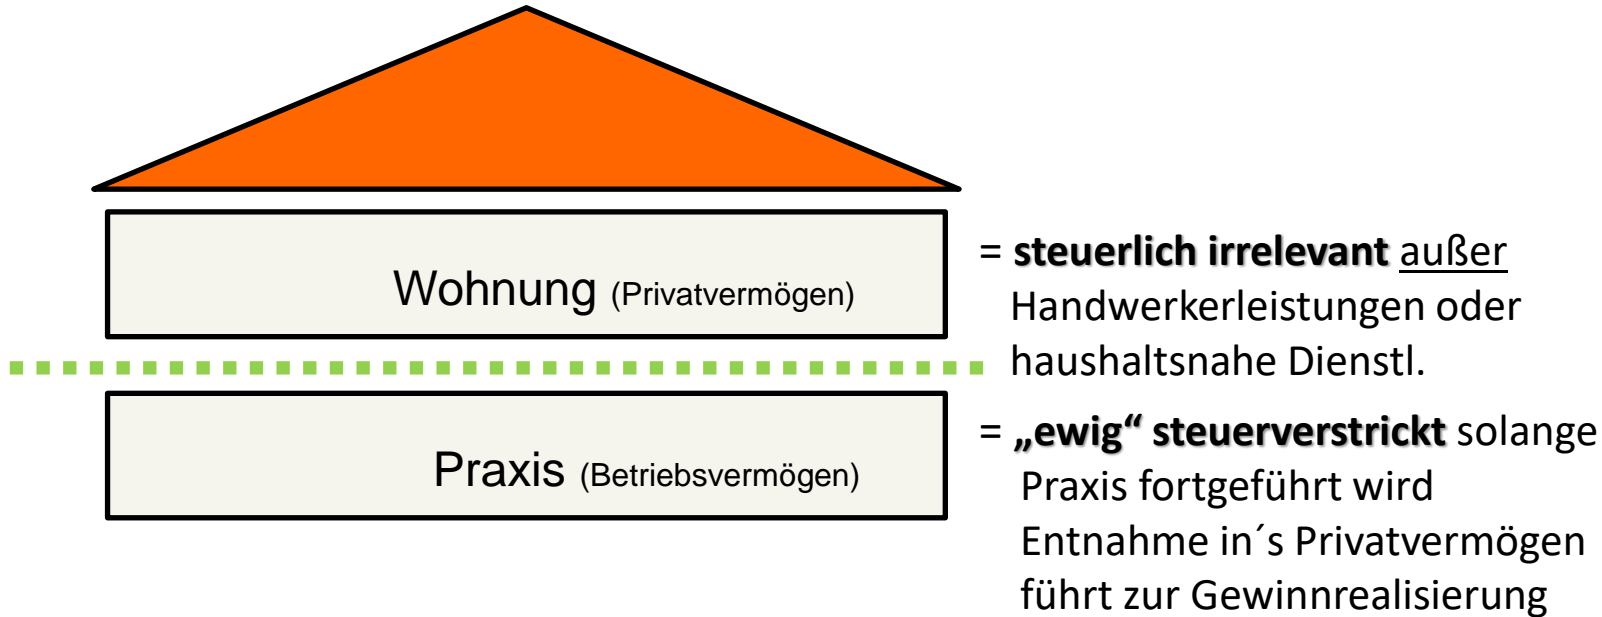 Wohnung (Privatvermögen)
= steuerlich irrelevant außer
Handwerkerleistungen oder
haushaltsnahe Dienstl.
Praxis (Betriebsvermögen)
= „ewig“ steuerverstrickt solange
Praxis fortgeführt wird
Entnahme in´s Privatvermögen
führt zur Gewinnrealisierung